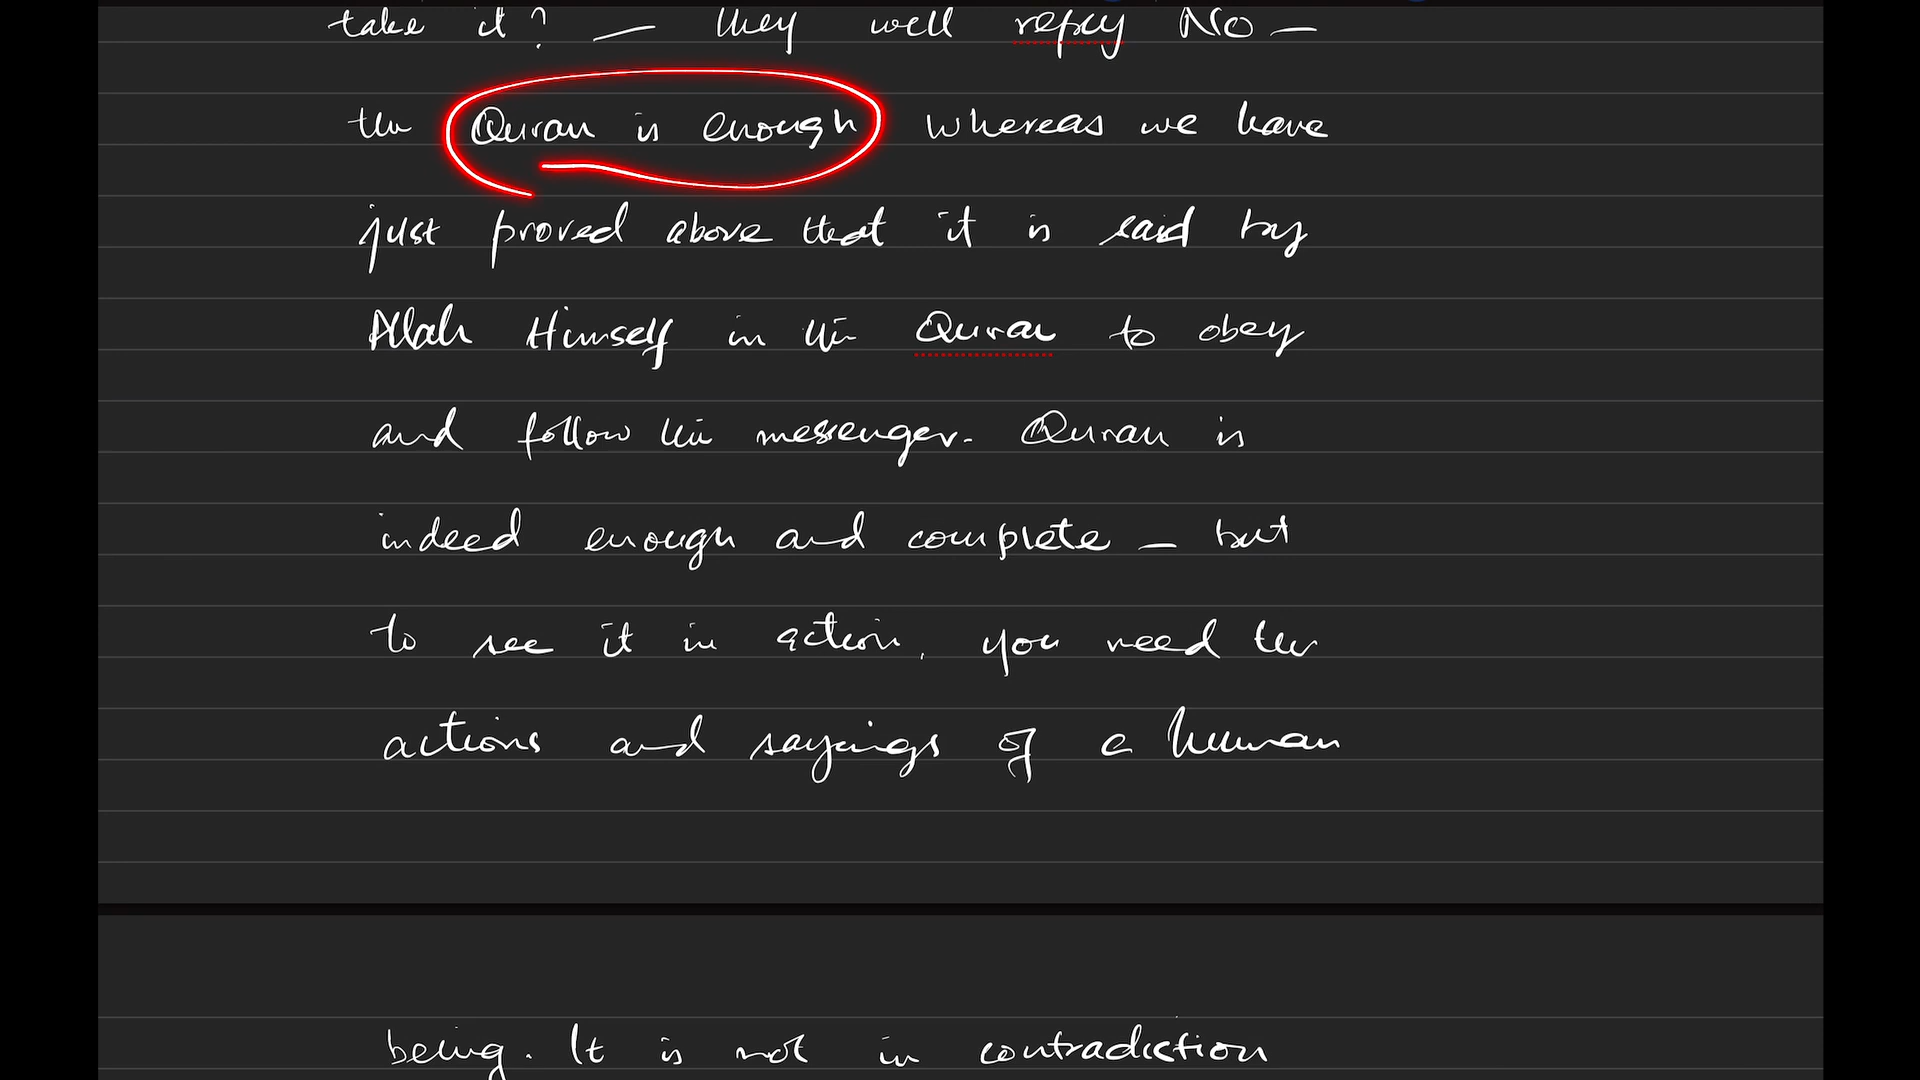 take it? — they will reply No —
the Quran is enough whereas we have
just proved above that it is said by
Allah Himself in the Quran to obey
and follow the messenger. Quran is
indeed enough and complete — but
to see it in action, you need the
actions and sayings of a human
being. It is not in contradiction